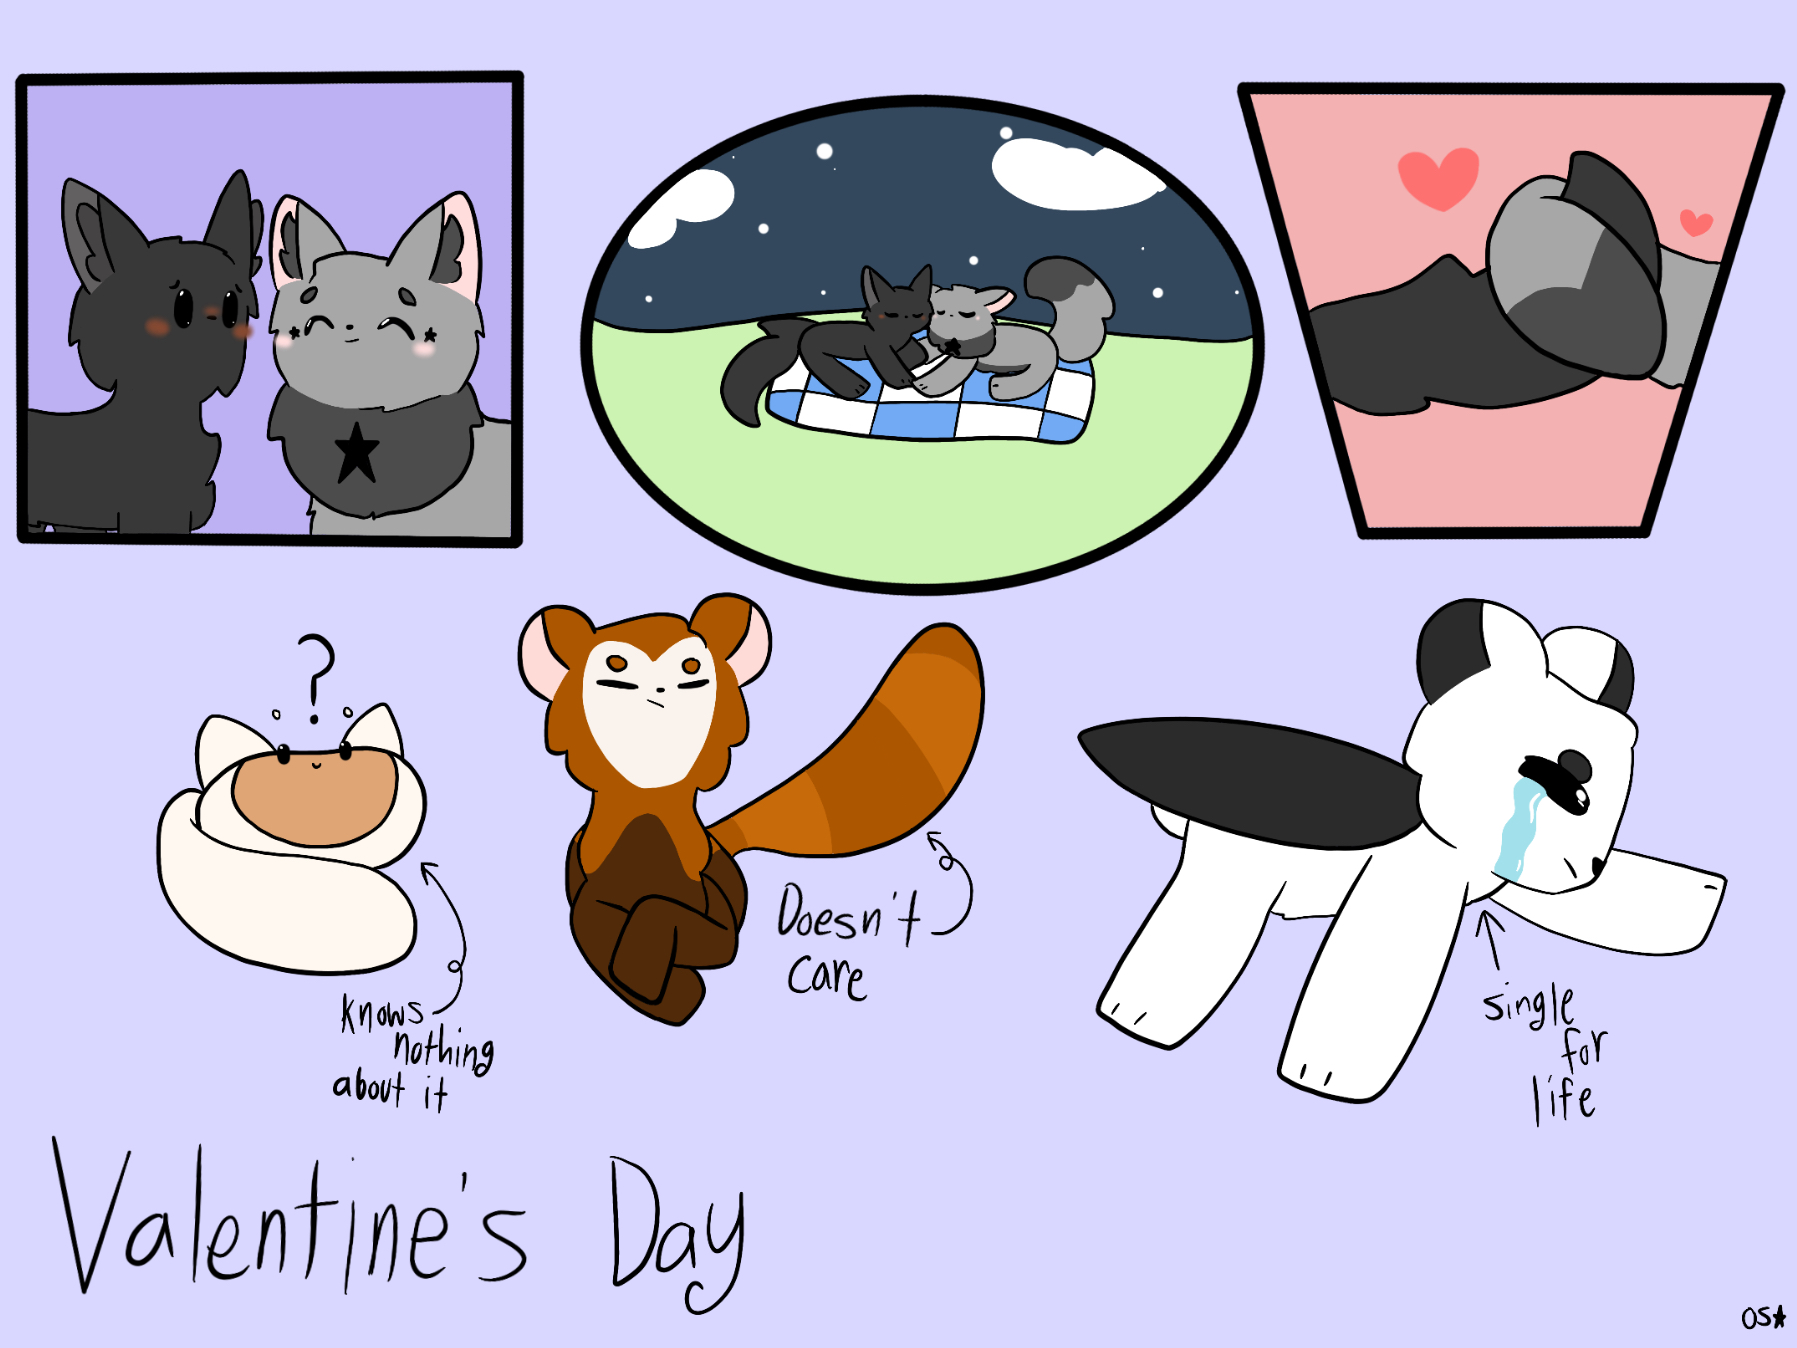 ?
Doesn't
care
knows
nothing
about it
single
for
life
Valentine's Day
OS★